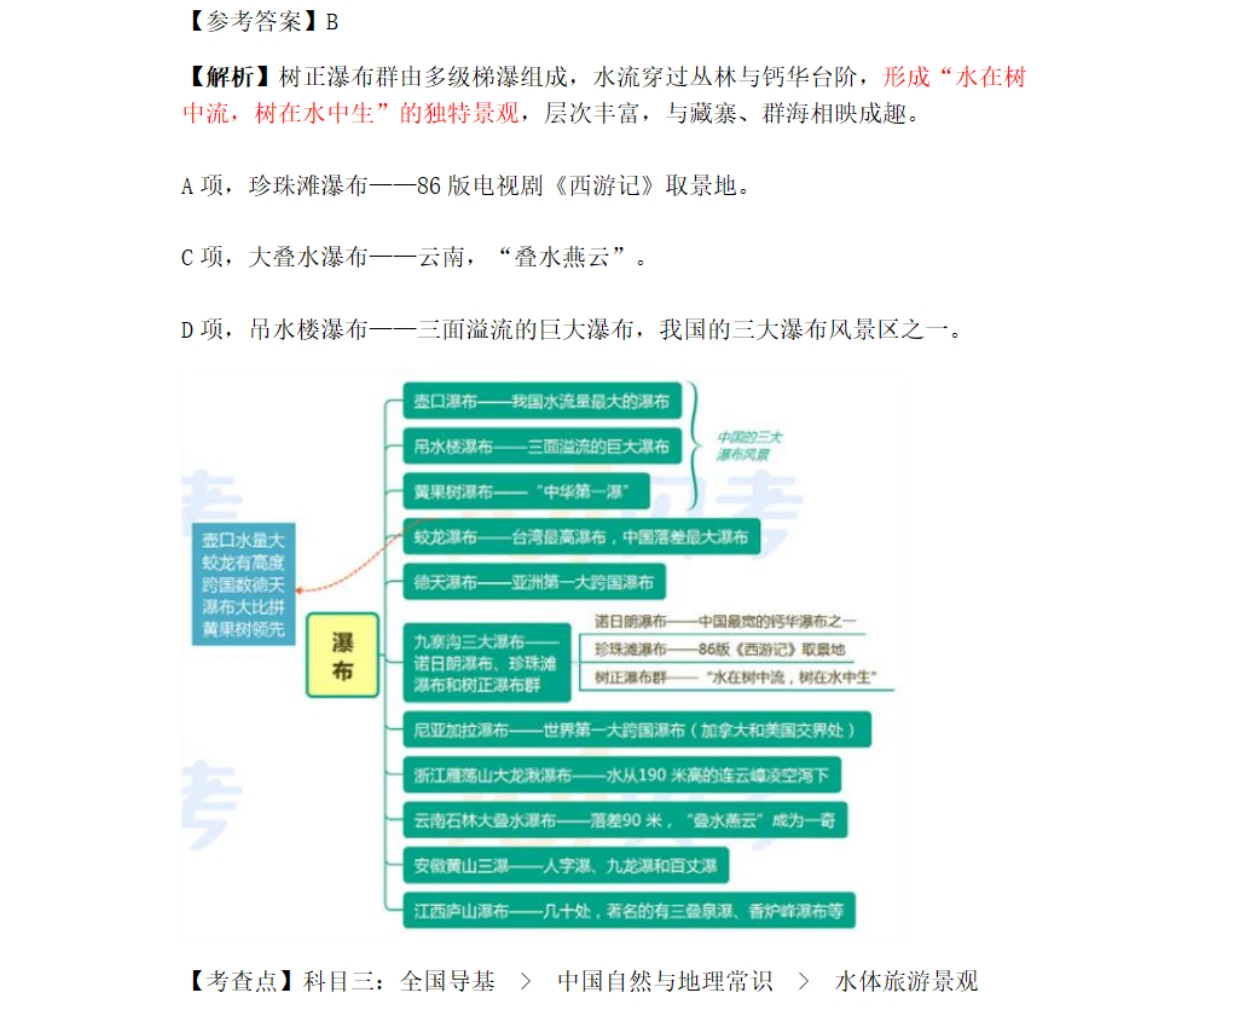 【参考答案】B
【解析】树正瀑布群由多级梯瀑组成，水流穿过丛林与钙华台阶，形成“水在树
中流，树在水中生”的独特景观，层次丰富，与藏寨、群海相映成趣。
A 项，珍珠滩瀑布——86 版电视剧《西游记》取景地。
C 项，大叠水瀑布——云南，“叠水燕云”。
D 项，吊水楼瀑布——三面溢流的巨大瀑布，我国的三大瀑布风景区之一。
壶口瀑布——我国水流量最大的瀑布
吊水楼瀑布——三面溢流的巨大瀑布
黄果树瀑布——“中华第一瀑”
中国的三大
瀑布风景
蛟龙瀑布——台湾最高瀑布，中国落差最大瀑布
德天瀑布——亚洲第一大跨国瀑布
壶口水量大
蛟龙有高度
跨国数德天
瀑布大比拼
黄果树领先
瀑
布
九寨沟三大瀑布——
诺日朗瀑布、珍珠滩
瀑布和树正瀑布群
诺日朗瀑布——中国最宽的钙华瀑布之一
珍珠滩瀑布——86版《西游记》取景地
树正瀑布群——“水在树中流，树在水中生”
尼亚加拉瀑布——世界第一大跨国瀑布（加拿大和美国交界处）
浙江雁荡山大龙湫瀑布——水从190 米高的连云嶂凌空泻下
云南石林大叠水瀑布——落差90 米，“叠水燕云”成为一奇
安徽黄山三瀑——人字瀑、九龙瀑和百丈瀑
江西庐山瀑布——几十处，著名的有三叠泉瀑、香炉峰瀑布等
【考查点】科目三：全国导基 > 中国自然与地理常识 > 水体旅游景观